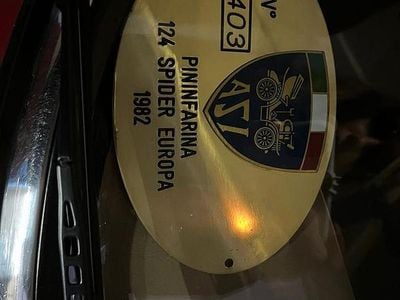 403
ASI
PININFARINA
124 SPIDER EUROPA
1982